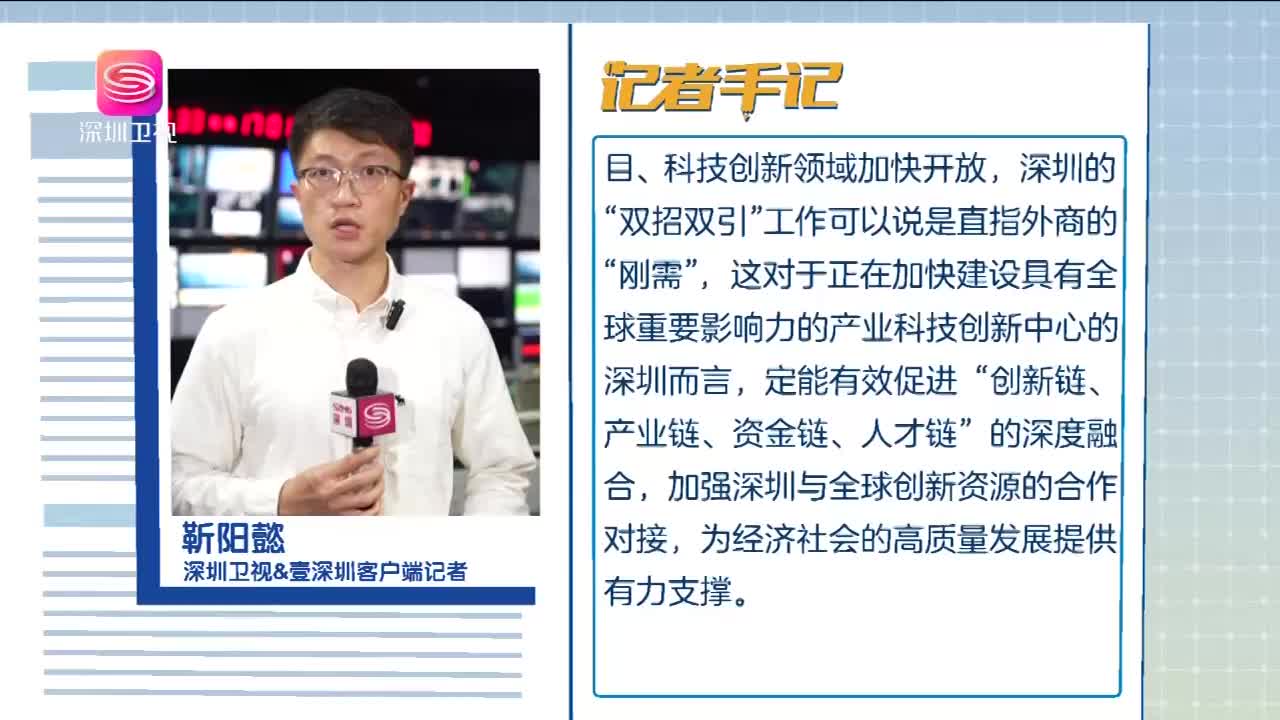 深圳卫视
记者手记
目、科技创新领域加快开放，深圳的
“双招双引”工作可以说是直指外商的
“刚需”，这对于正在加快建设具有全
球重要影响力的产业科技创新中心的
深圳而言，定能有效促进“创新链、
产业链、资金链、人才链”的深度融
合，加强深圳与全球创新资源的合作
对接，为经济社会的高质量发展提供
有力支撑。
深圳
靳阳懿
深圳卫视&壹深圳客户端记者